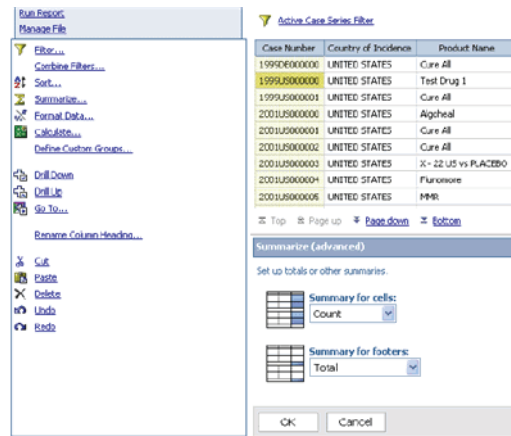 Run Report
Manage File
Filter...
Combine Filters...
Sort...
Summarize...
Format Data...
Calculate...
Define Custom Groups...
Drill Down
Drill Up
Go To...
Rename Column Heading...
Cut
Paste
Delete
Undo
Redo
Active Case Series Filter
Case Number Country of Incidence Product Name
1999DE000000 UNITED STATES Cure All
1999US000000 UNITED STATES Test Drug 1
1999US000001 UNITED STATES Cure All
2001US000000 UNITED STATES Algcheal
2001US000001 UNITED STATES Cure All
2001US000002 UNITED STATES Cure All
2001US000003 UNITED STATES X - 22 US vs PLACEBO
2001US000004 UNITED STATES
2001US000005 UNITED STATES MMR
Top Page up Page down Bottom
Summarize (advanced)
Set up totals or other summaries.
Summary for cells:
Count
Summary for footers:
Total
OK Cancel